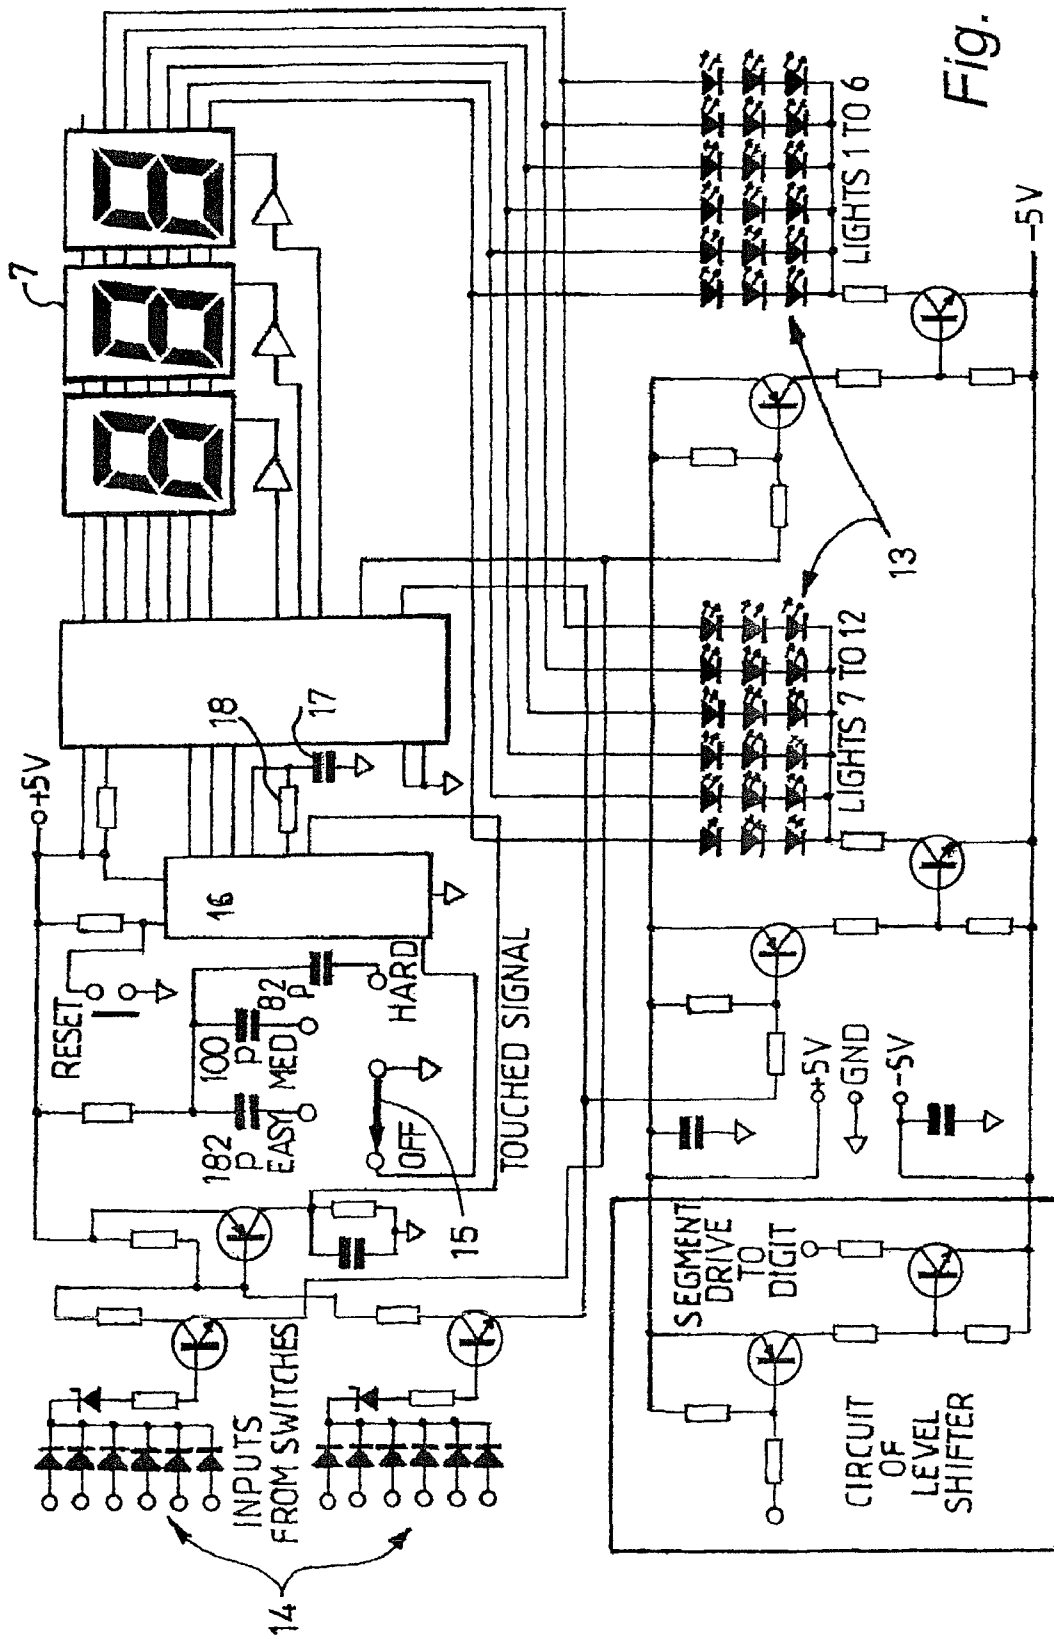 7
+5V
18
17
16
RESET
100
P
MED
82
P
HARD
182
P
EASY
OFF
15
TOUCHED SIGNAL
14
INPUTS
FROM SWITCHES
13
LIGHTS 1 TO 6
LIGHTS 7 TO 12
-5V
+5V
GND
-5V
SEGMENT
DRIVE
TO
DIGIT
CIRCUIT
OF
LEVEL
SHIFTER
Fig.